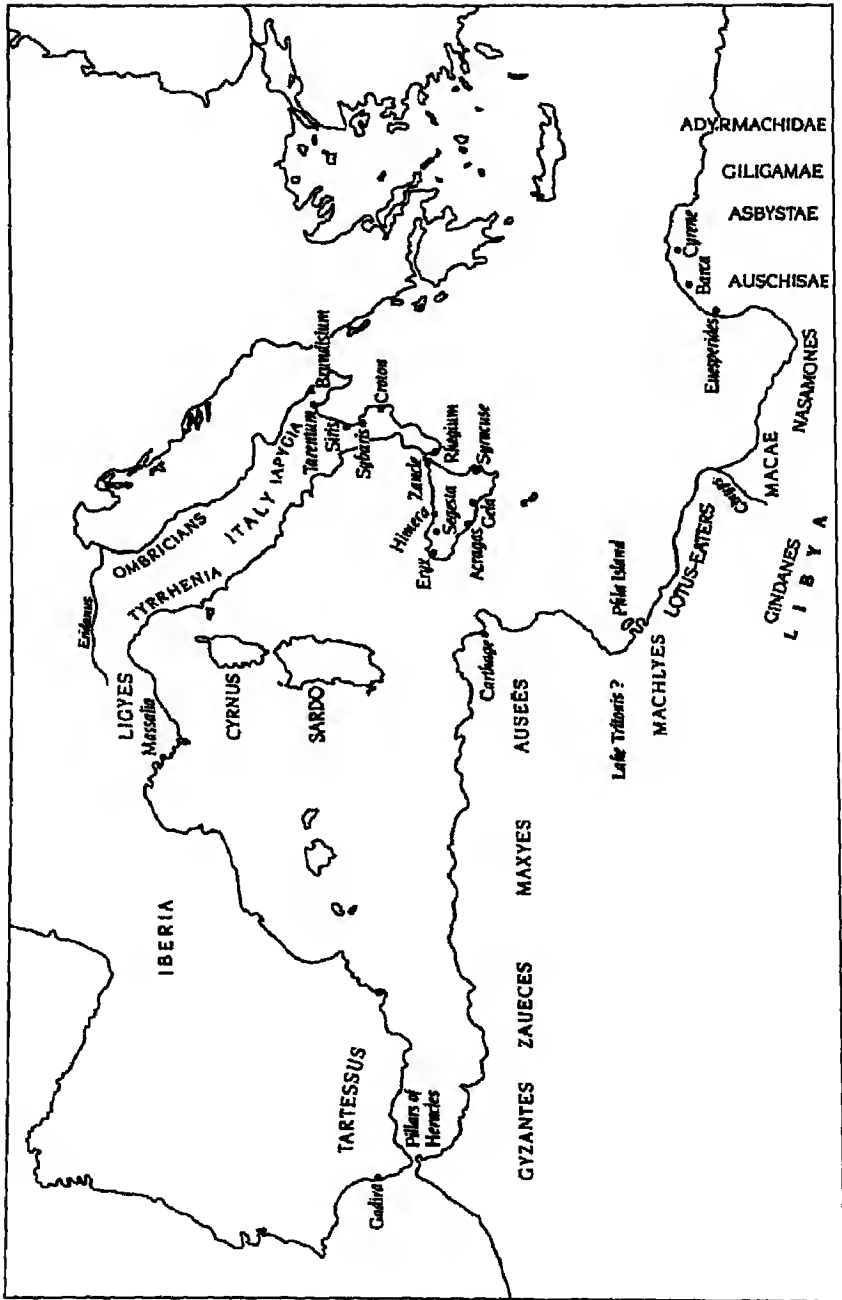 IBERIA
TARTESSUS
Gadira
Pillars of
Heracles
LIGYES
Massalia
Eridanus
OMBRICIANS
TYRRHENIA
ITALY
IAPYGIA
CYRNUS
SARDO
Brundisium
Tarentum
Siris
Sybaris
Croton
Rhegium
Zancle
Himera
Segesta
Eryx
Acragas
Gela
Syracuse
GYZANTES
ZAUECES
MAXYES
AUSEËS
Carthage
Lake Tritonis ?
Phla Island
MACHLYES
LOTUS-EATERS
GINDANES
LIBYA
Cinyps
MACAE
NASAMONES
Euesperides
Barca
Cyrene
AUSCHISAE
ASBYSTAE
GILIGAMAE
ADYRMACHIDAE